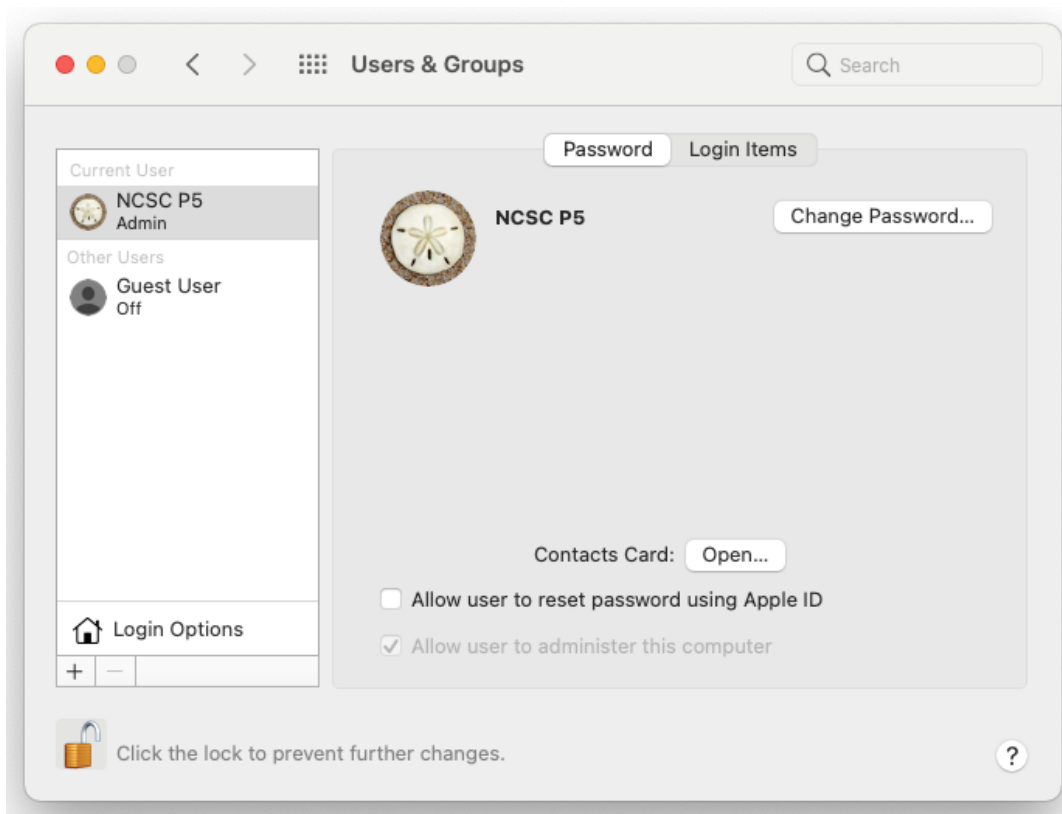 Users & Groups
Search
Current User
NCSC P5
Admin
Other Users
Guest User
Off
Login Options
+ −
Password Login Items
NCSC P5
Change Password...
Contacts Card: Open...
Allow user to reset password using Apple ID
Allow user to administer this computer
Click the lock to prevent further changes.
?